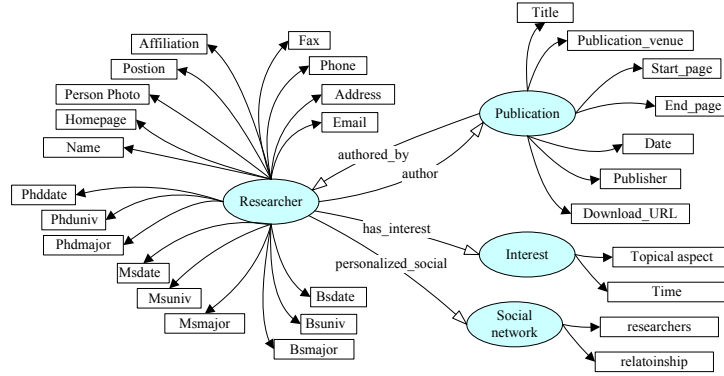 Title
Affiliation
Fax
Publication_venue
Postion
Phone
Start_page
Person Photo
Address
End_page
Homepage
Email
Publication
Name
authored_by
Date
author
Publisher
Phddate
Researcher
Download_URL
Phduniv
has_interest
Phdmajor
Interest
Topical aspect
Msdate
personalized_social
Msuniv
Bsdate
Time
Msmajor
Bsuniv
Social
network
researchers
Bsmajor
relatoinship